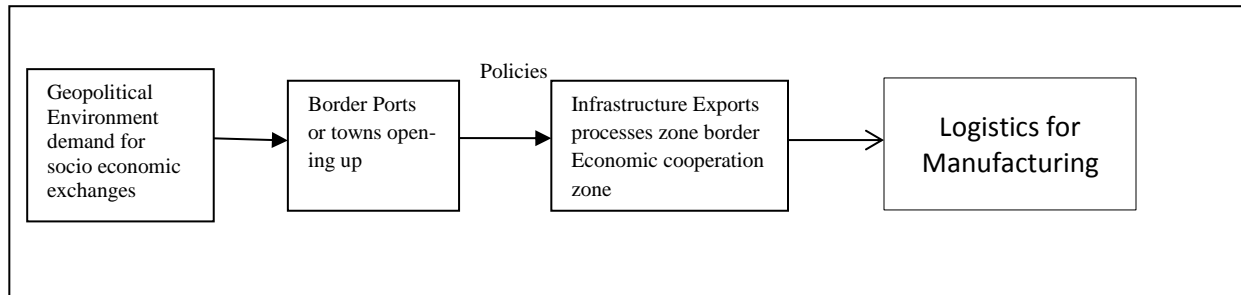 Geopolitical
Environment
demand for
socio economic
exchanges
Border Ports
or towns open-
ing up
Policies
Infrastructure Exports
processes zone border
Economic cooperation
zone
Logistics for
Manufacturing